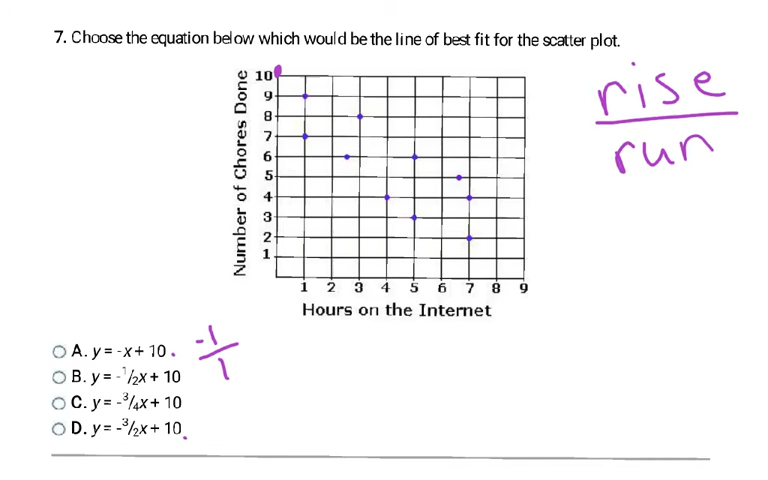 7. Choose the equation below which would be the line of best fit for the scatter plot.
rise
run
Number of Chores Done
10
9
8
7
6
5
4
3
2
1
1 2 3 4 5 6 7 8 9
Hours on the Internet
A. y = -x + 10
-1
1
B. y = -1/2x + 10
C. y = -3/4x + 10
D. y = -3/2x + 10